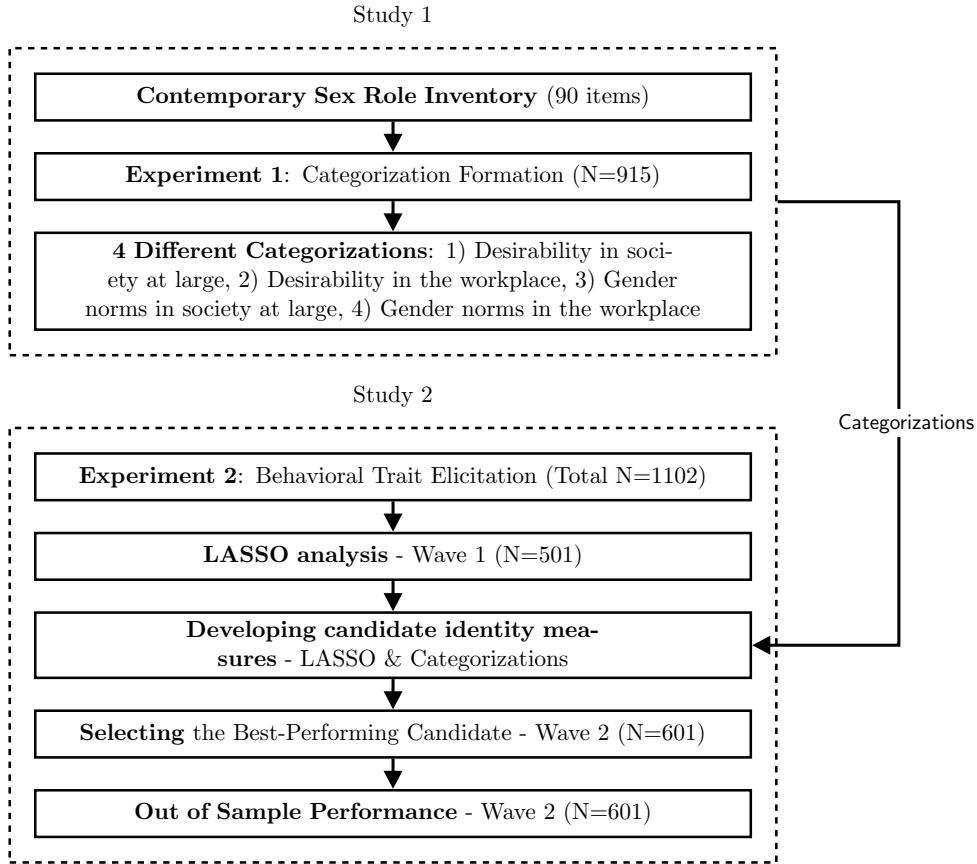 Study 1
Contemporary Sex Role Inventory (90 items)
Experiment 1: Categorization Formation (N=915)
4 Different Categorizations: 1) Desirability in soci-
ety at large, 2) Desirability in the workplace, 3) Gender
norms in society at large, 4) Gender norms in the workplace
Study 2
Categorizations
Experiment 2: Behavioral Trait Elicitation (Total N=1102)
LASSO analysis - Wave 1 (N=501)
Developing candidate identity mea-
sures - LASSO & Categorizations
Selecting the Best-Performing Candidate - Wave 2 (N=601)
Out of Sample Performance - Wave 2 (N=601)